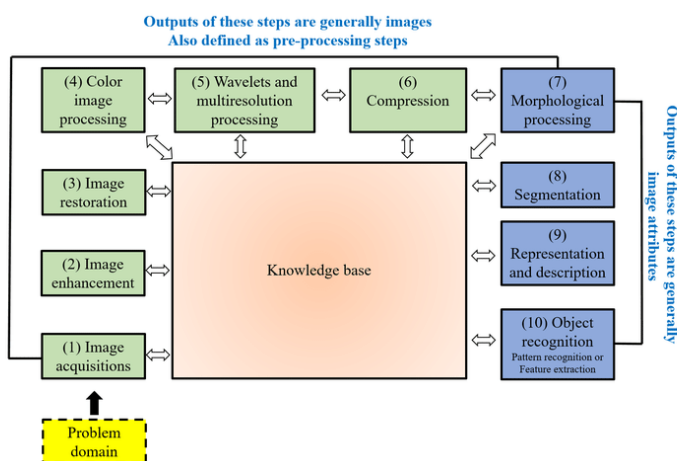 Outputs of these steps are generally images
Also defined as pre-processing steps
(4) Color
image
processing
(5) Wavelets and
multiresolution
processing
(6)
Compression
(7)
Morphological
processing
(3) Image
restoration
(8)
Segmentation
(2) Image
enhancement
Knowledge base
(9)
Representation
and description
(1) Image
acquisitions
(10) Object
recognition
Pattern recognition or
Feature extraction
Problem
domain
Outputs of these steps are generally
image attributes